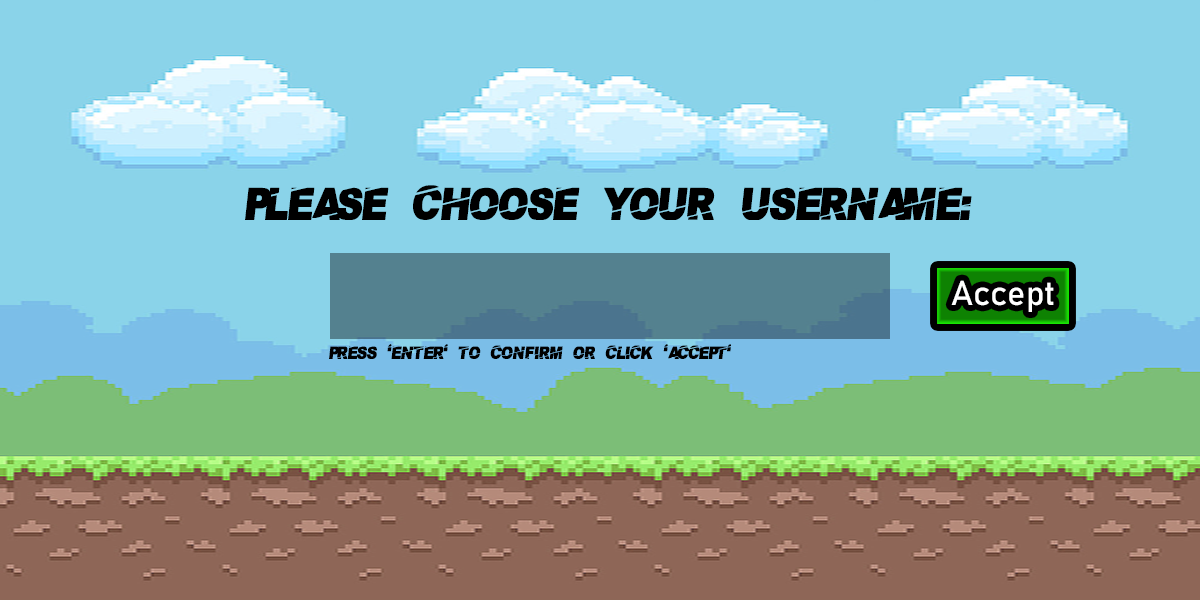 PLEASE CHOOSE YOUR USERNAME:
Accept
PRESS 'ENTER' TO CONFIRM OR CLICK 'ACCEPT'